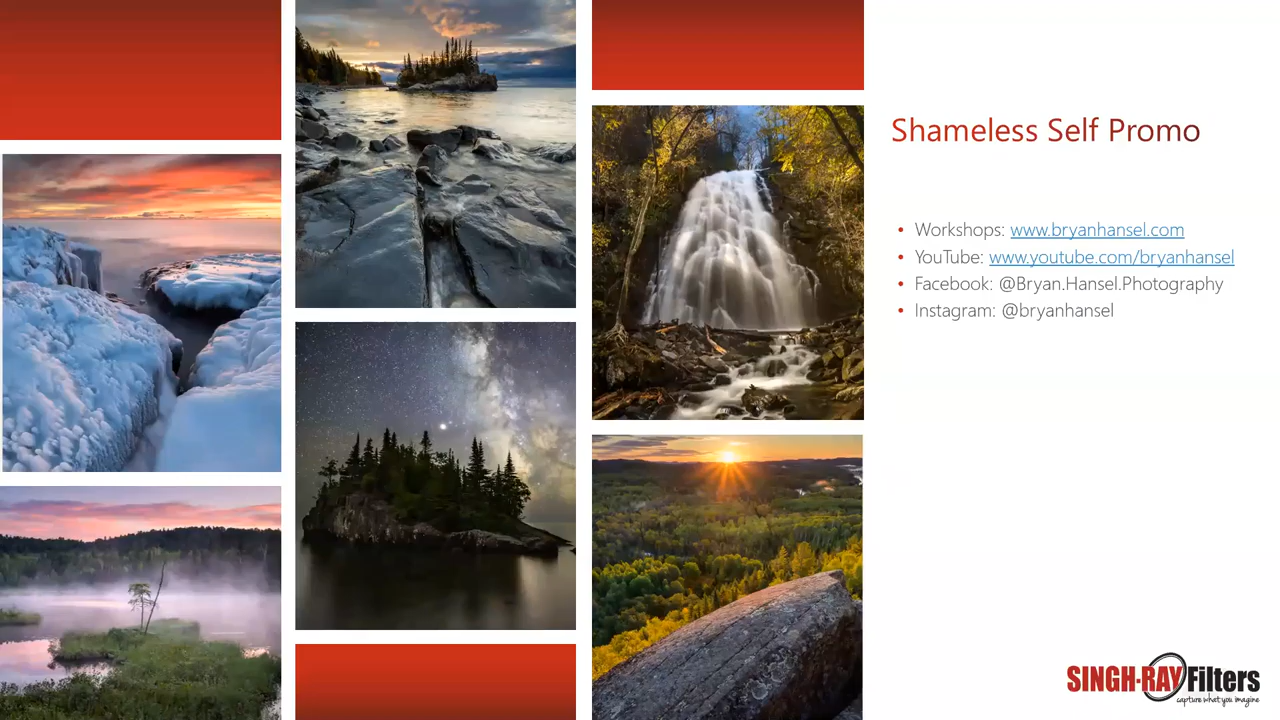 Shameless Self Promo
• Workshops: www.bryanhansel.com
• YouTube: www.youtube.com/bryanhansel
• Facebook: @Bryan.Hansel.Photography
• Instagram: @bryanhansel
SINGH-RAY Filters
capture what you imagine